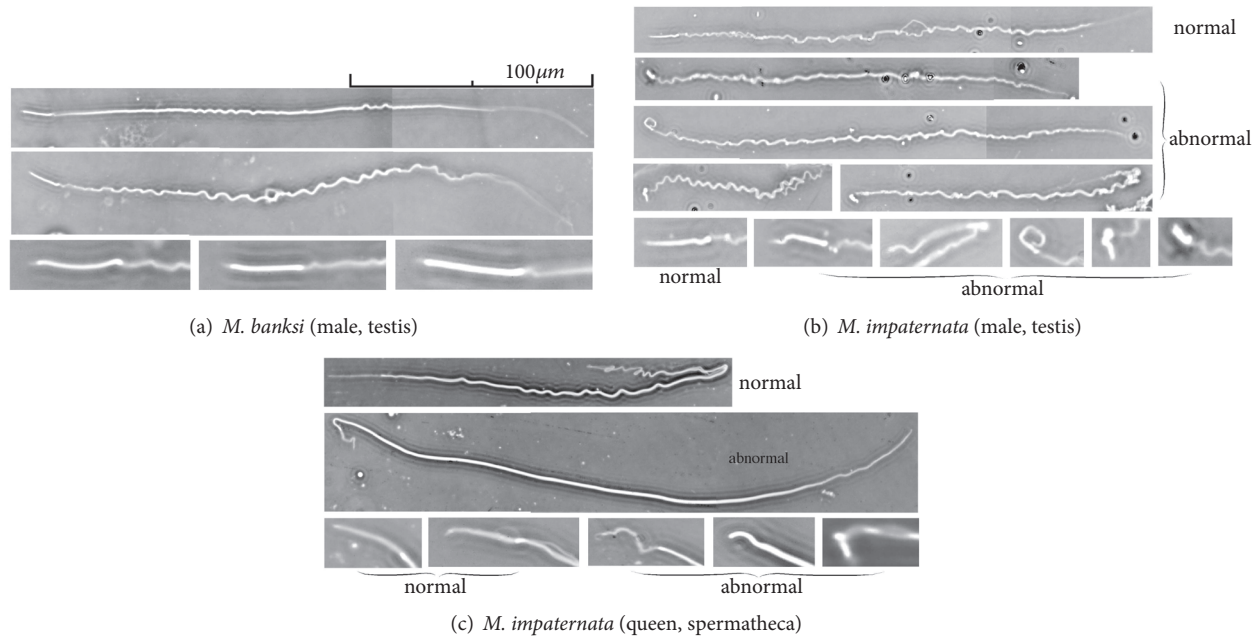 100μm
(a) M. banksi (male, testis)
normal
abnormal
normal
abnormal
(b) M. impaternata (male, testis)
normal
abnormal
normal
abnormal
(c) M. impaternata (queen, spermatheca)